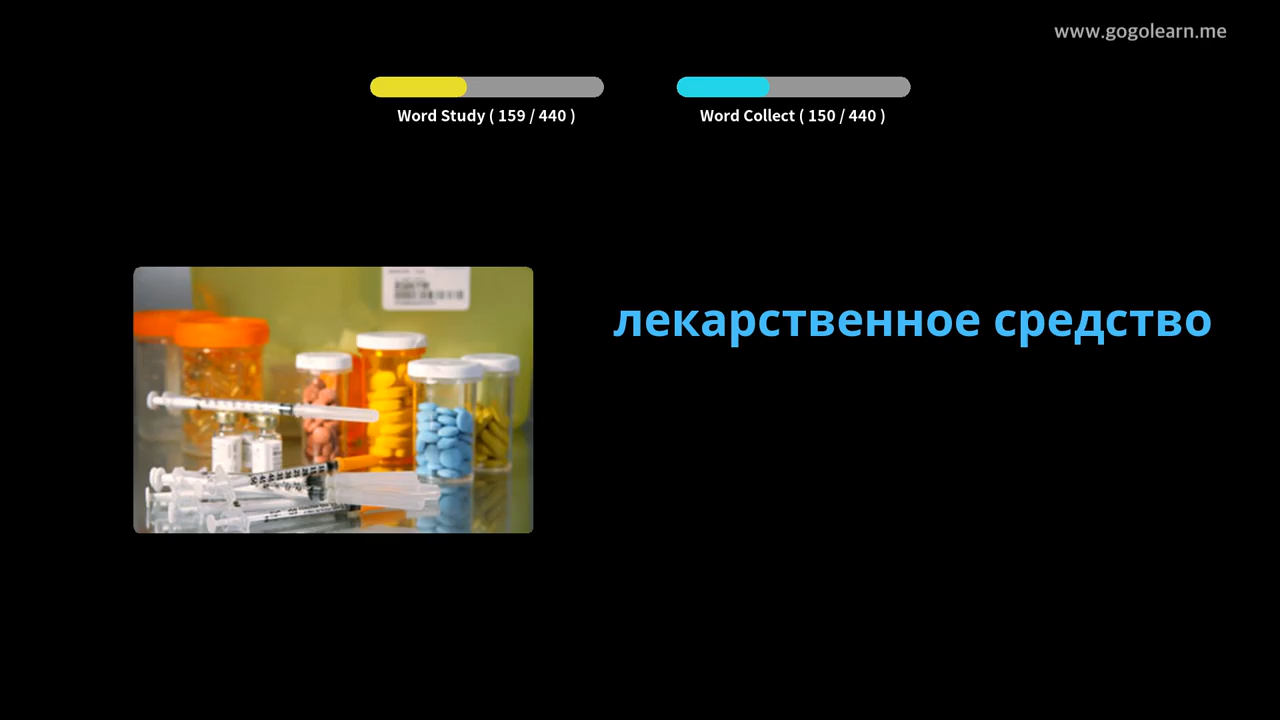 www.gogolearn.me
Word Study ( 159 / 440 )
Word Collect ( 150 / 440 )
лекарственное средство